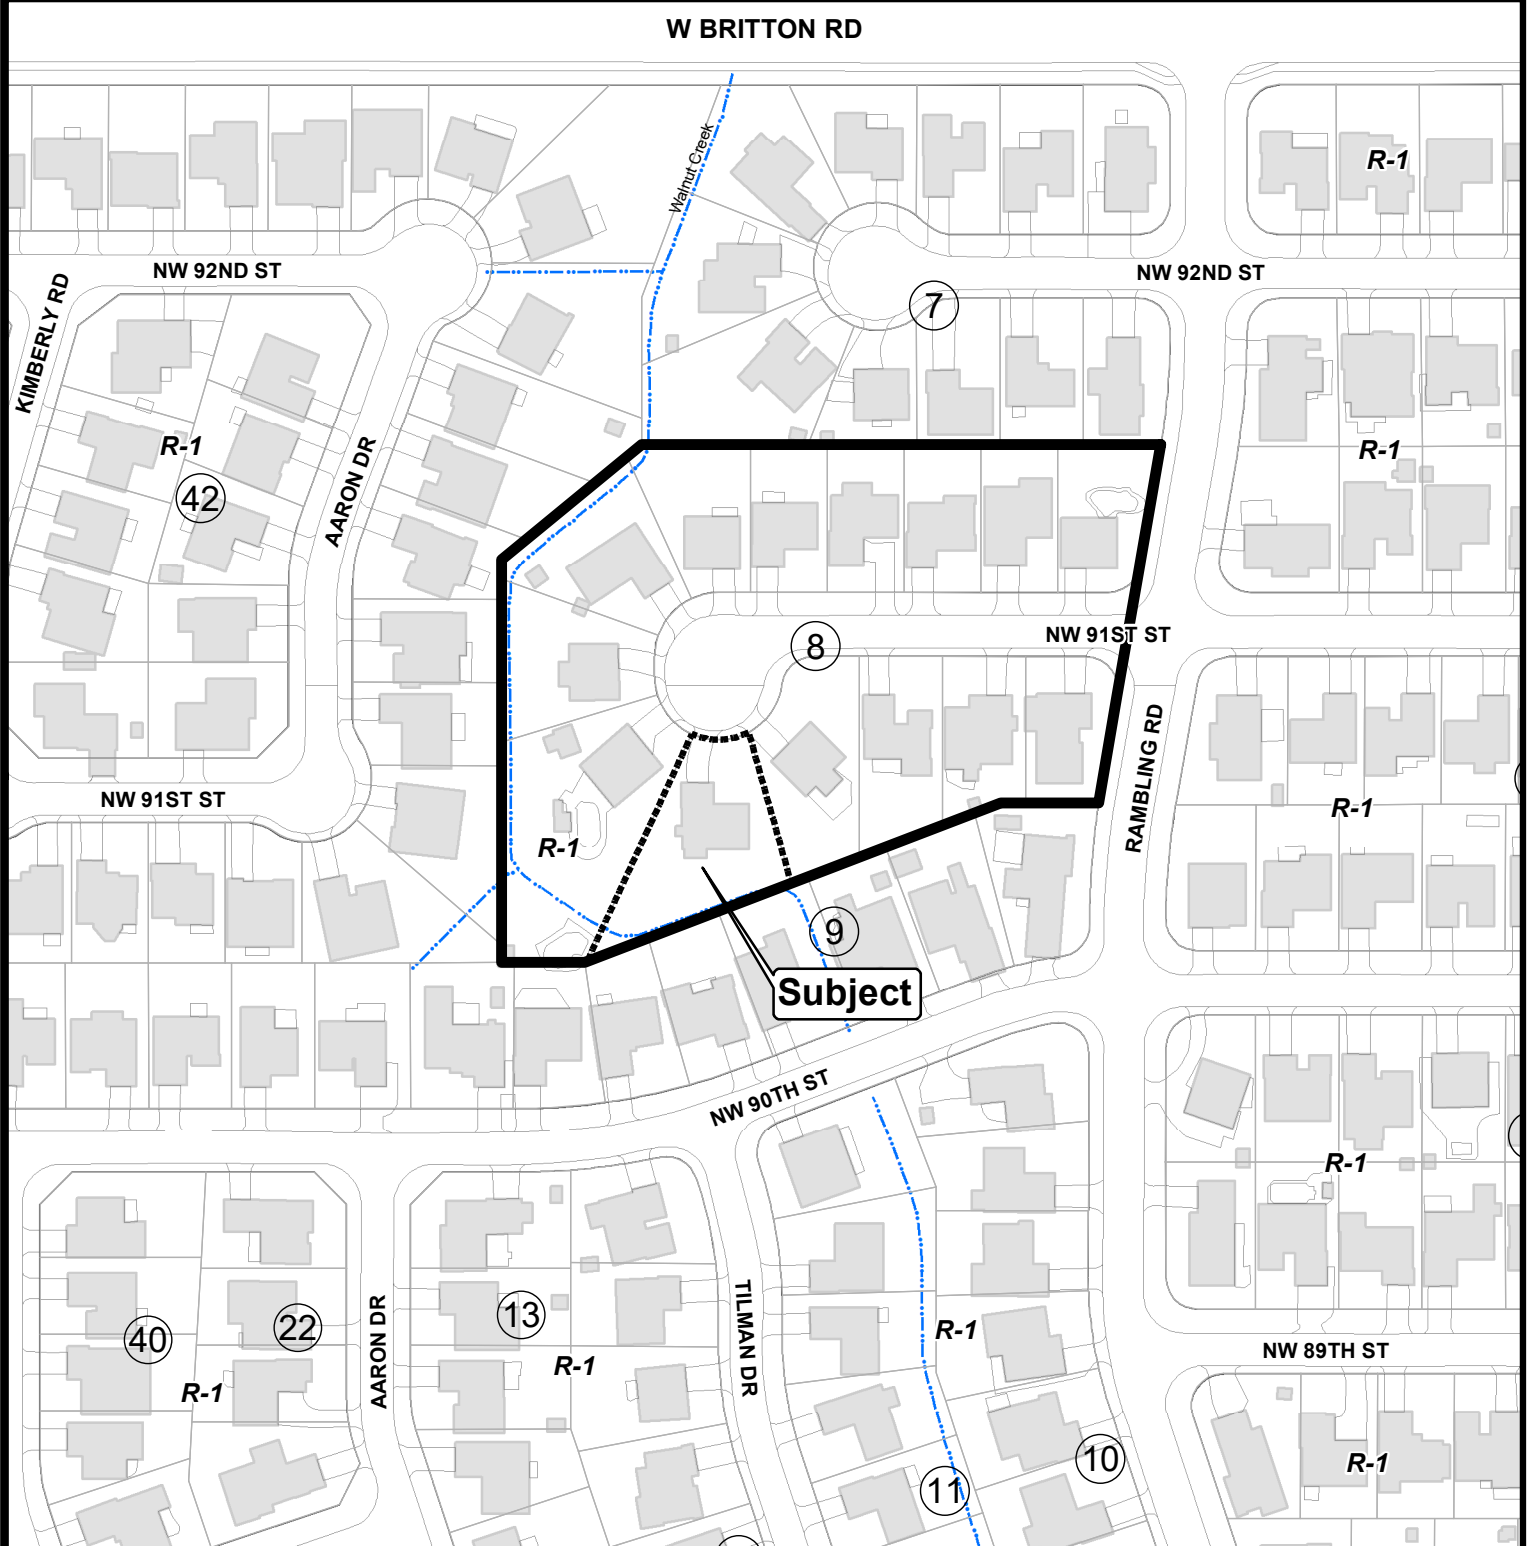 W BRITTON RD
Walnut Creek
R-1
NW 92ND ST
NW 92ND ST
7
KIMBERLY RD
R-1
42
AARON DR
R-1
8
NW 91ST ST
RAMBLING RD
NW 91ST ST
R-1
R-1
9
Subject
NW 90TH ST
R-1
AARON DR
TILMAN DR
13
22
40
R-1
R-1
R-1
NW 89TH ST
10
11
R-1